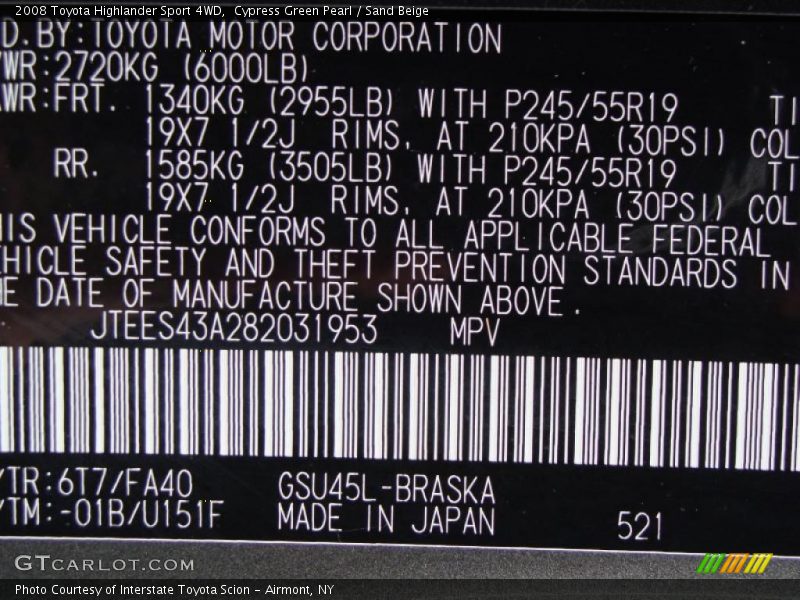 2008 Toyota Highlander Sport 4WD,  Cypress Green Pearl / Sand Beige
D.BY:TOYOTA MOTOR CORPORATION
WR:2720KG (6000LB)
WR:FRT. 1340KG (2955LB) WITH P245/55R19 TI
19X7 1/2J RIMS. AT 210KPA (30PSI) COL
RR. 1585KG (3505LB) WITH P245/55R19 TI
19X7 1/2J RIMS. AT 210KPA (30PSI) COL
IS VEHICLE CONFORMS TO ALL APPLICABLE FEDERAL
HICLE SAFETY AND THEFT PREVENTION STANDARDS IN
E DATE OF MANUFACTURE SHOWN ABOVE.
JTEES43A282031953 MPV
/TR:6T7/FA40 GSU45L-BRASKA
/TM:-01B/U151F MADE IN JAPAN 521
GTCARLOT.COM
Photo Courtesy of Interstate Toyota Scion - Airmont, NY